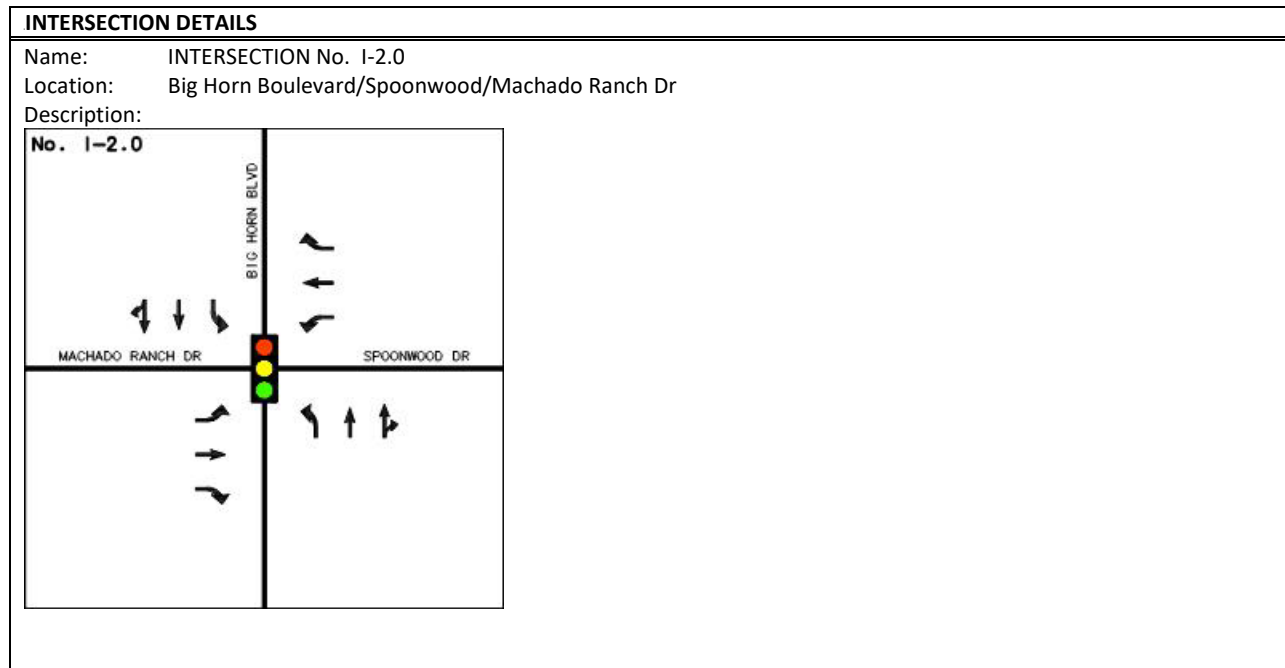 INTERSECTION DETAILS
Name: INTERSECTION No. I-2.0
Location: Big Horn Boulevard/Spoonwood/Machado Ranch Dr
Description:
No. I-2.0
BIG HORN BLVD
MACHADO RANCH DR
SPOONWOOD DR